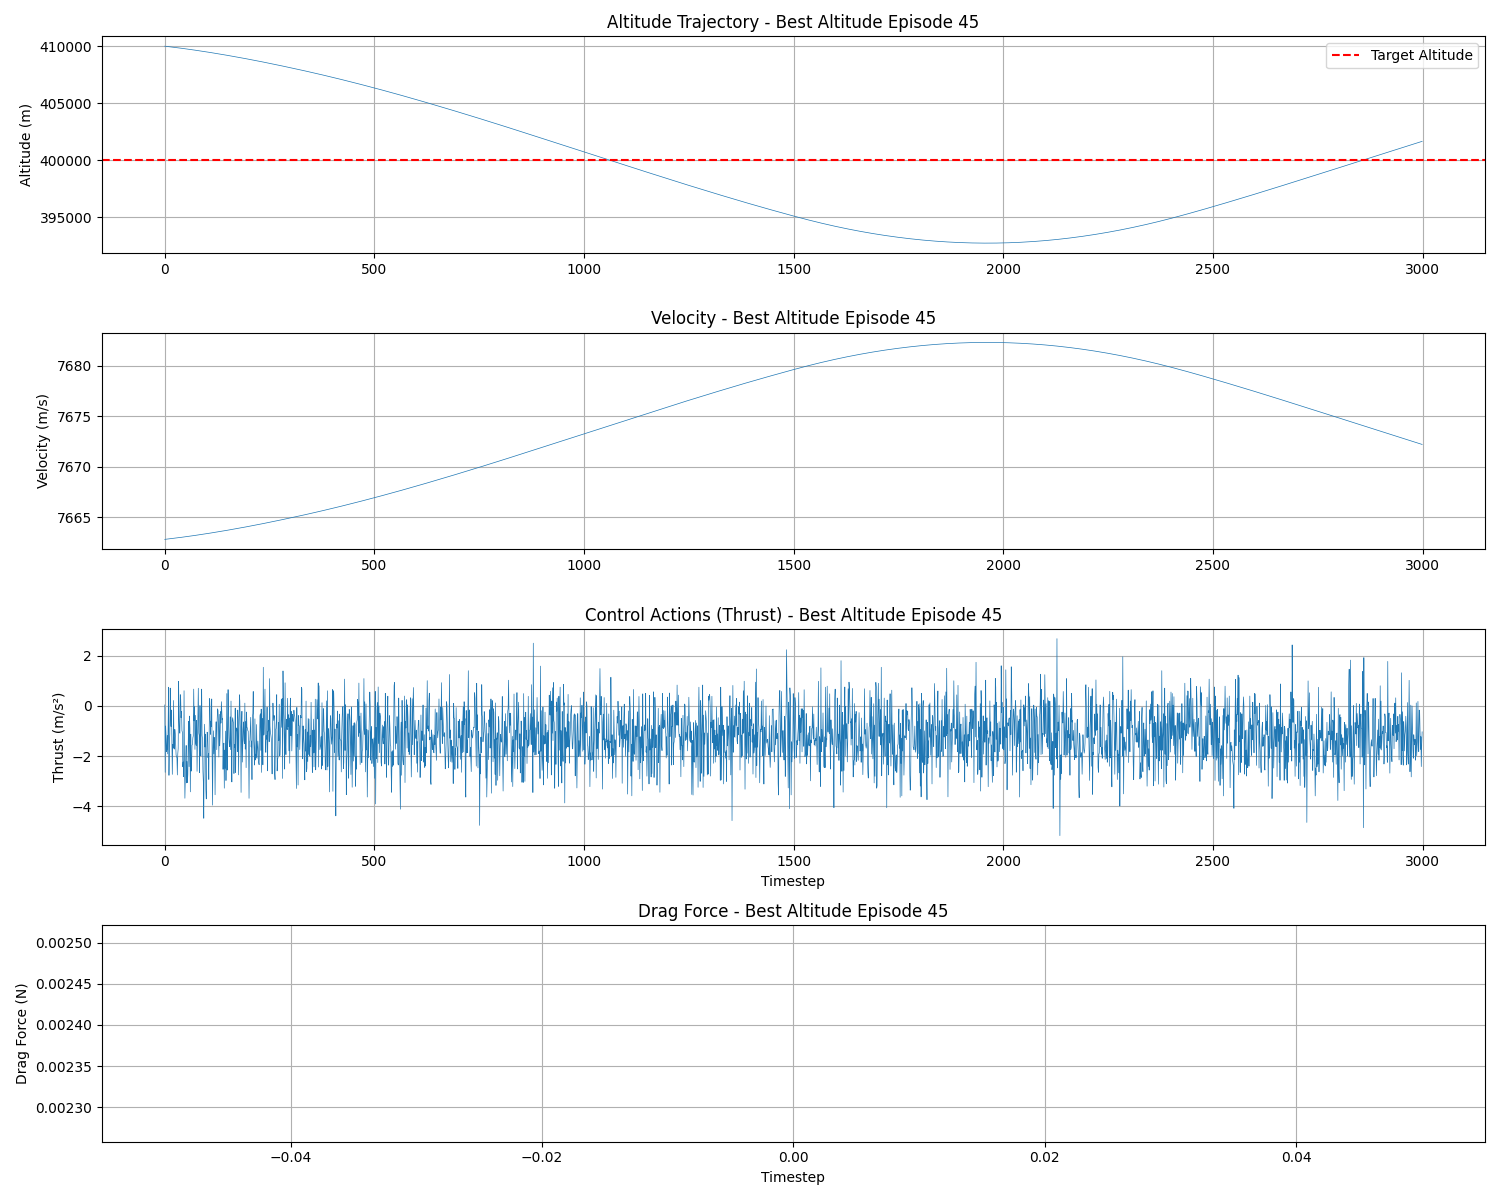 Altitude Trajectory - Best Altitude Episode 45
Altitude (m)
410000
405000
400000
395000
Target Altitude
0 500 1000 1500 2000 2500 3000
Velocity - Best Altitude Episode 45
Velocity (m/s)
7680
7675
7670
7665
0 500 1000 1500 2000 2500 3000
Control Actions (Thrust) - Best Altitude Episode 45
Thrust (m/s²)
2
0
−2
−4
0 500 1000 1500 2000 2500 3000
Timestep
Drag Force - Best Altitude Episode 45
Drag Force (N)
0.00250
0.00245
0.00240
0.00235
0.00230
−0.04 −0.02 0.00 0.02 0.04
Timestep